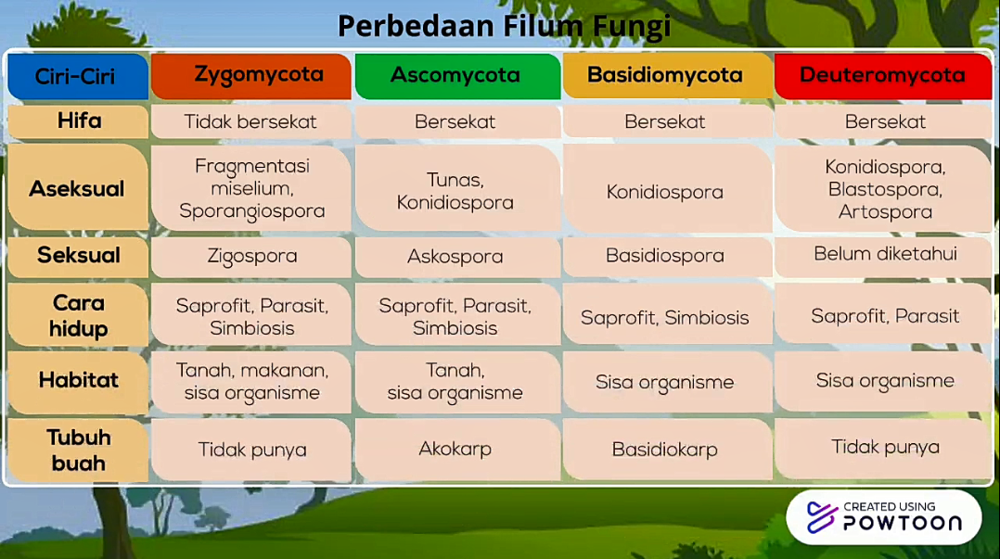 Perbedaan Filum Fungi
Ciri-Ciri Zygomycota Ascomycota Basidiomycota Deuteromycota
Hifa Tidak bersekat Bersekat Bersekat Bersekat
Aseksual
Fragmentasi
miselium,
Sporangiospora
Tunas,
Konidiospora
Konidiospora
Konidiospora,
Blastospora,
Artospora
Seksual Zigospora Askospora Basidiospora Belum diketahui
Cara
hidup
Saprofit, Parasit,
Simbiosis
Saprofit, Parasit,
Simbiosis
Saprofit, Simbiosis
Saprofit, Parasit
Habitat
Tanah, makanan,
sisa organisme
Tanah,
sisa organisme
Sisa organisme
Sisa organisme
Tubuh
buah
Tidak punya
Akokarp
Basidiokarp
Tidak punya
CREATED USING
POWTOON